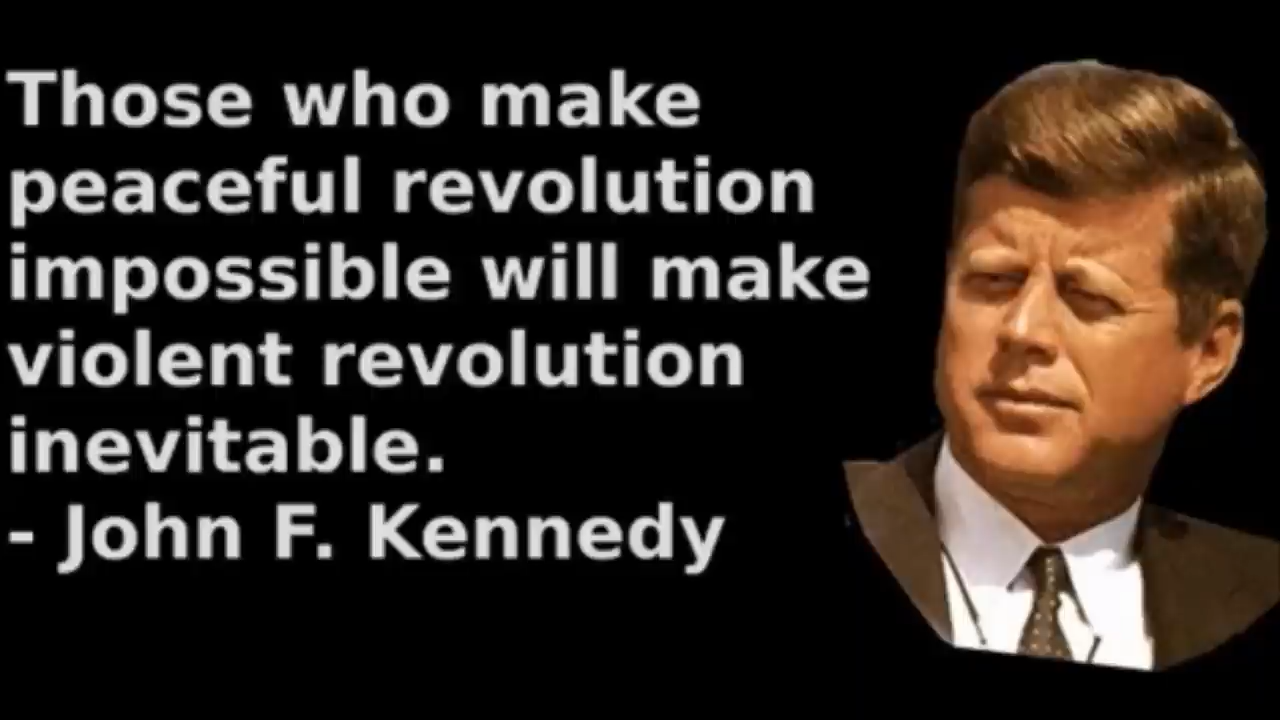 Those who make
peaceful revolution
impossible will make
violent revolution
inevitable.
- John F. Kennedy